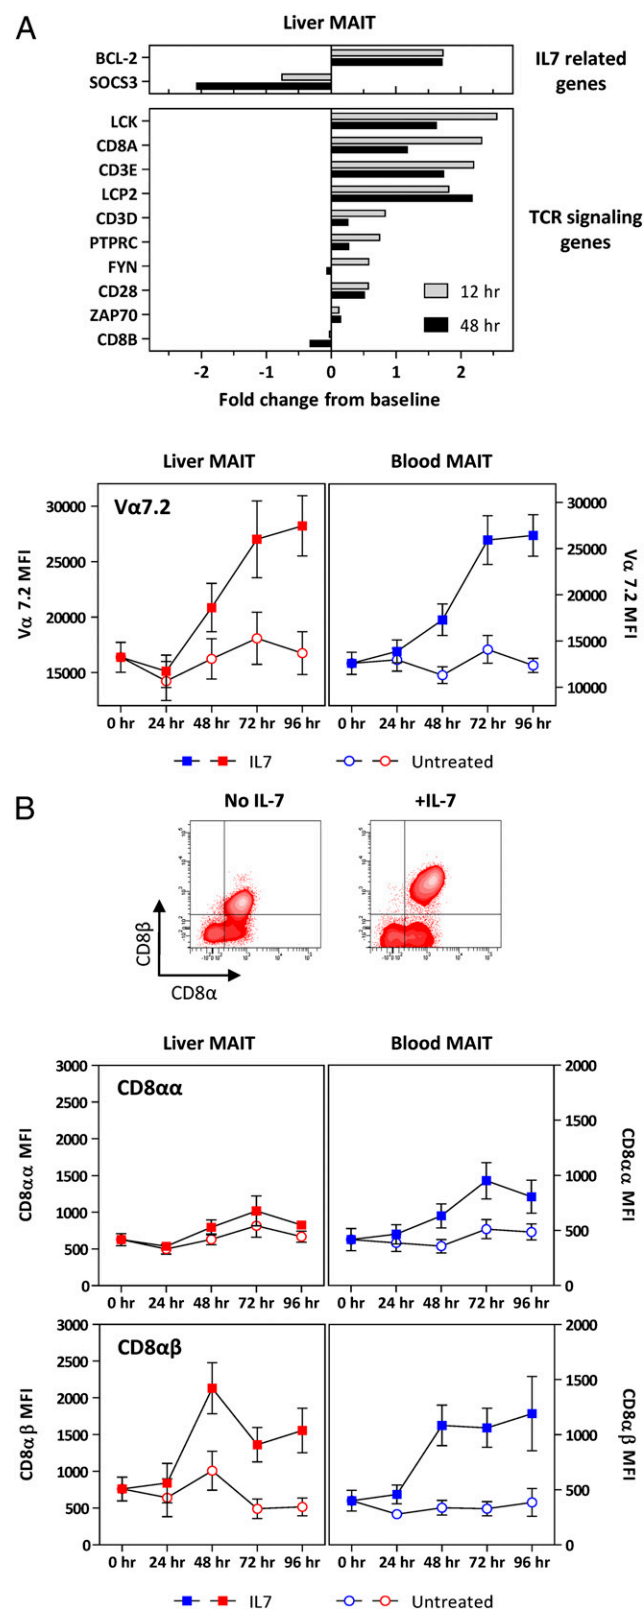 A
Liver MAIT
BCL-2
SOCS3
IL7 related
genes
LCK
CD8A
CD3E
LCP2
CD3D
PTPRC
FYN
CD28
ZAP70
CD8B
TCR signaling
genes
12 hr
48 hr
-2 -1 0 1 2
Fold change from baseline
Liver MAIT Blood MAIT
Vα7.2
Vα 7.2 MFI
30000
25000
20000
15000
30000
25000
20000
15000
10000
Vα 7.2 MFI
0 hr 24 hr 48 hr 72 hr 96 hr 0 hr 24 hr 48 hr 72 hr 96 hr
IL7 Untreated
B
No IL-7 +IL-7
CD8β
CD8α
Liver MAIT Blood MAIT
CD8αα
CD8αα MFI
3000
2500
2000
1500
1000
500
0
2000
1500
1000
500
0
CD8αα MFI
0 hr 24 hr 48 hr 72 hr 96 hr 0 hr 24 hr 48 hr 72 hr 96 hr
CD8αβ
CD8αβ MFI
3000
2500
2000
1500
1000
500
0
2000
1500
1000
500
0
CD8αβ MFI
0 hr 24 hr 48 hr 72 hr 96 hr 0 hr 24 hr 48 hr 72 hr 96 hr
IL7 Untreated